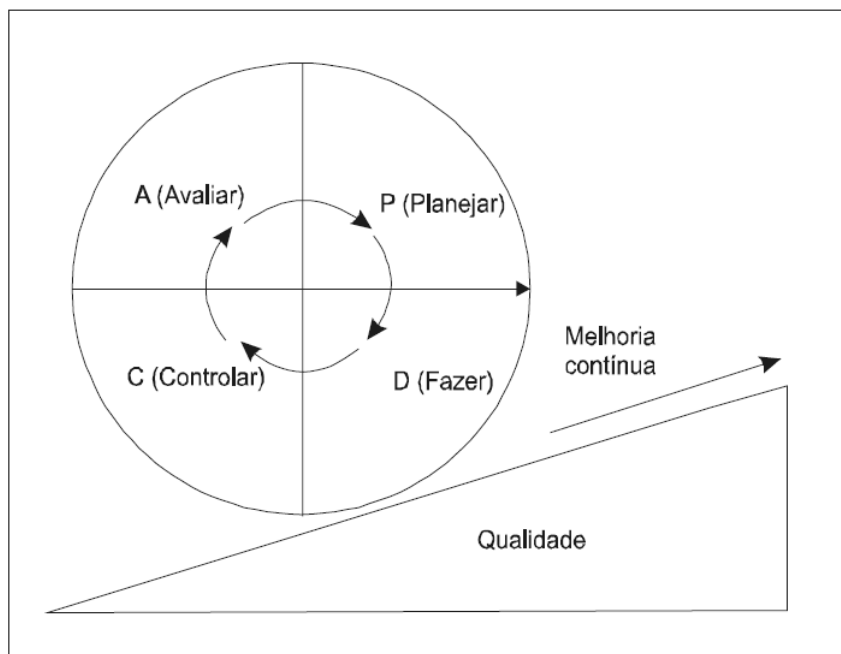 A (Avaliar)
P (Planejar)
C (Controlar)
D (Fazer)
Melhoria
contínua
Qualidade